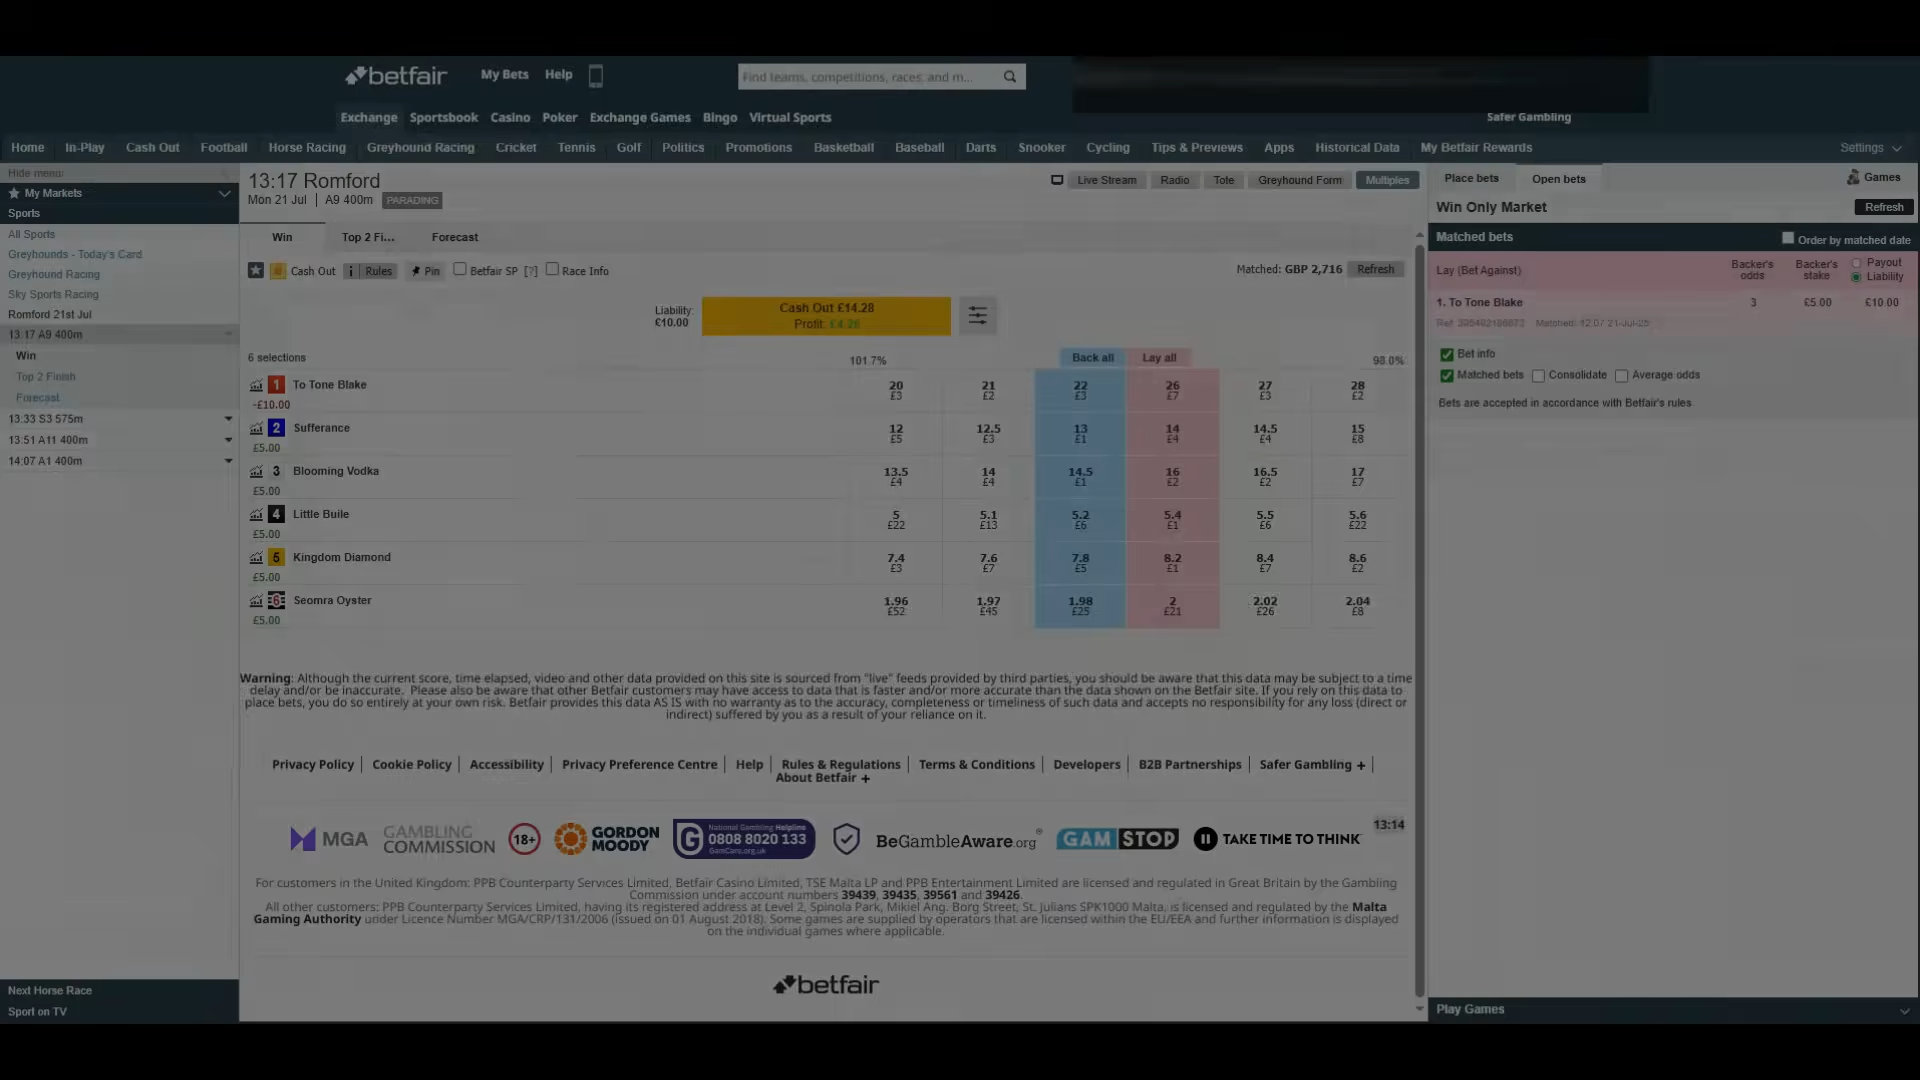 betfair
My Bets
Help
Find teams, competitions, races, and m...
Exchange
Sportsbook
Casino
Poker
Exchange Games
Bingo
Virtual Sports
Safer Gambling
Home
In-Play
Cash Out
Football
Horse Racing
Greyhound Racing
Cricket
Tennis
Golf
Politics
Promotions
Basketball
Baseball
Darts
Snooker
Cycling
Tips & Previews
Apps
Historical Data
My Betfair Rewards
Settings
Hide menu
My Markets
Sports
All Sports
Greyhounds - Today's Card
Greyhound Racing
Sky Sports Racing
Romford 21st Jul
13:17 A9 400m
Win
Top 2 Finish
Forecast
13:33 S3 575m
13:51 A11 400m
14:07 A1 400m
Next Horse Race
Sport on TV
13:17 Romford
Mon 21 Jul | A9 400m PARADING
Live Stream
Radio
Tote
Greyhound Form
Multiples
Win
Top 2 Fi...
Forecast
Cash Out
Rules
Pin
Betfair SP [?]
Race Info
Matched: GBP 2,716
Refresh
Liability:
£10.00
Cash Out £14.28
Profit: £4.28
6 selections
101.7%
Back all
Lay all
98.0%
1 To Tone Blake 20 21 22 26 27 28
-£10.00 £3 £2 £3 £7 £3 £2
2 Sufferance 12 12.5 13 14 14.5 15
£5.00 £5 £3 £1 £4 £4 £8
3 Blooming Vodka 13.5 14 14.5 16 16.5 17
£5.00 £4 £4 £1 £2 £2 £7
4 Little Buile 5 5.1 5.2 5.4 5.5 5.6
£5.00 £22 £13 £6 £1 £6 £22
5 Kingdom Diamond 7.4 7.6 7.8 8.2 8.4 8.6
£5.00 £3 £7 £5 £1 £7 £2
6 Seomra Oyster 1.96 1.97 1.98 2 2.02 2.04
£5.00 £52 £45 £25 £21 £26 £8
Warning: Although the current score, time elapsed, video and other data provided on this site is sourced from "live" feeds provided by third parties, you should be aware that this data may be subject to a time
delay and/or be inaccurate. Please also be aware that other Betfair customers may have access to data that is faster and/or more accurate than the data shown on the Betfair site. If you rely on this data to
place bets, you do so entirely at your own risk. Betfair provides this data AS IS with no warranty as to the accuracy, completeness or timeliness of such data and accepts no responsibility for any loss (direct or
indirect) suffered by you as a result of your reliance on it.
Privacy Policy | Cookie Policy | Accessibility | Privacy Preference Centre | Help | Rules & Regulations | Terms & Conditions | Developers | B2B Partnerships | Safer Gambling + |
About Betfair +
MGA
GAMBLING
COMMISSION
18+
GORDON
MOODY
National Gambling Helpline
0808 8020 133
GamCare.org.uk
BeGambleAware.org®
GAMSTOP
TAKE TIME TO THINK
13:14
For customers in the United Kingdom: PPB Counterparty Services Limited, Betfair Casino Limited, TSE Malta LP and PPB Entertainment Limited are licensed and regulated in Great Britain by the Gambling
Commission under account numbers 39439, 39435, 39561 and 39426.
All other customers: PPB Counterparty Services Limited, having its registered address at Level 2, Spinola Park, Mikiel Ang. Borg Street, St. Julians SPK1000 Malta, is licensed and regulated by the Malta
Gaming Authority under Licence Number MGA/CRP/131/2006 (issued on 01 August 2018). Some games are supplied by operators that are licensed within the EU/EEA and further information is displayed
on the individual games where applicable.
betfair
Place bets
Open bets
Games
Win Only Market
Refresh
Matched bets
Order by matched date
Lay (Bet Against)
Backer's odds
Backer's stake
Payout
Liability
1. To Tone Blake 3 £5.00 £10.00
Matched: 12:07 21-Jul-25
Bet info
Matched bets
Consolidate
Average odds
Bets are accepted in accordance with Betfair's rules
Play Games